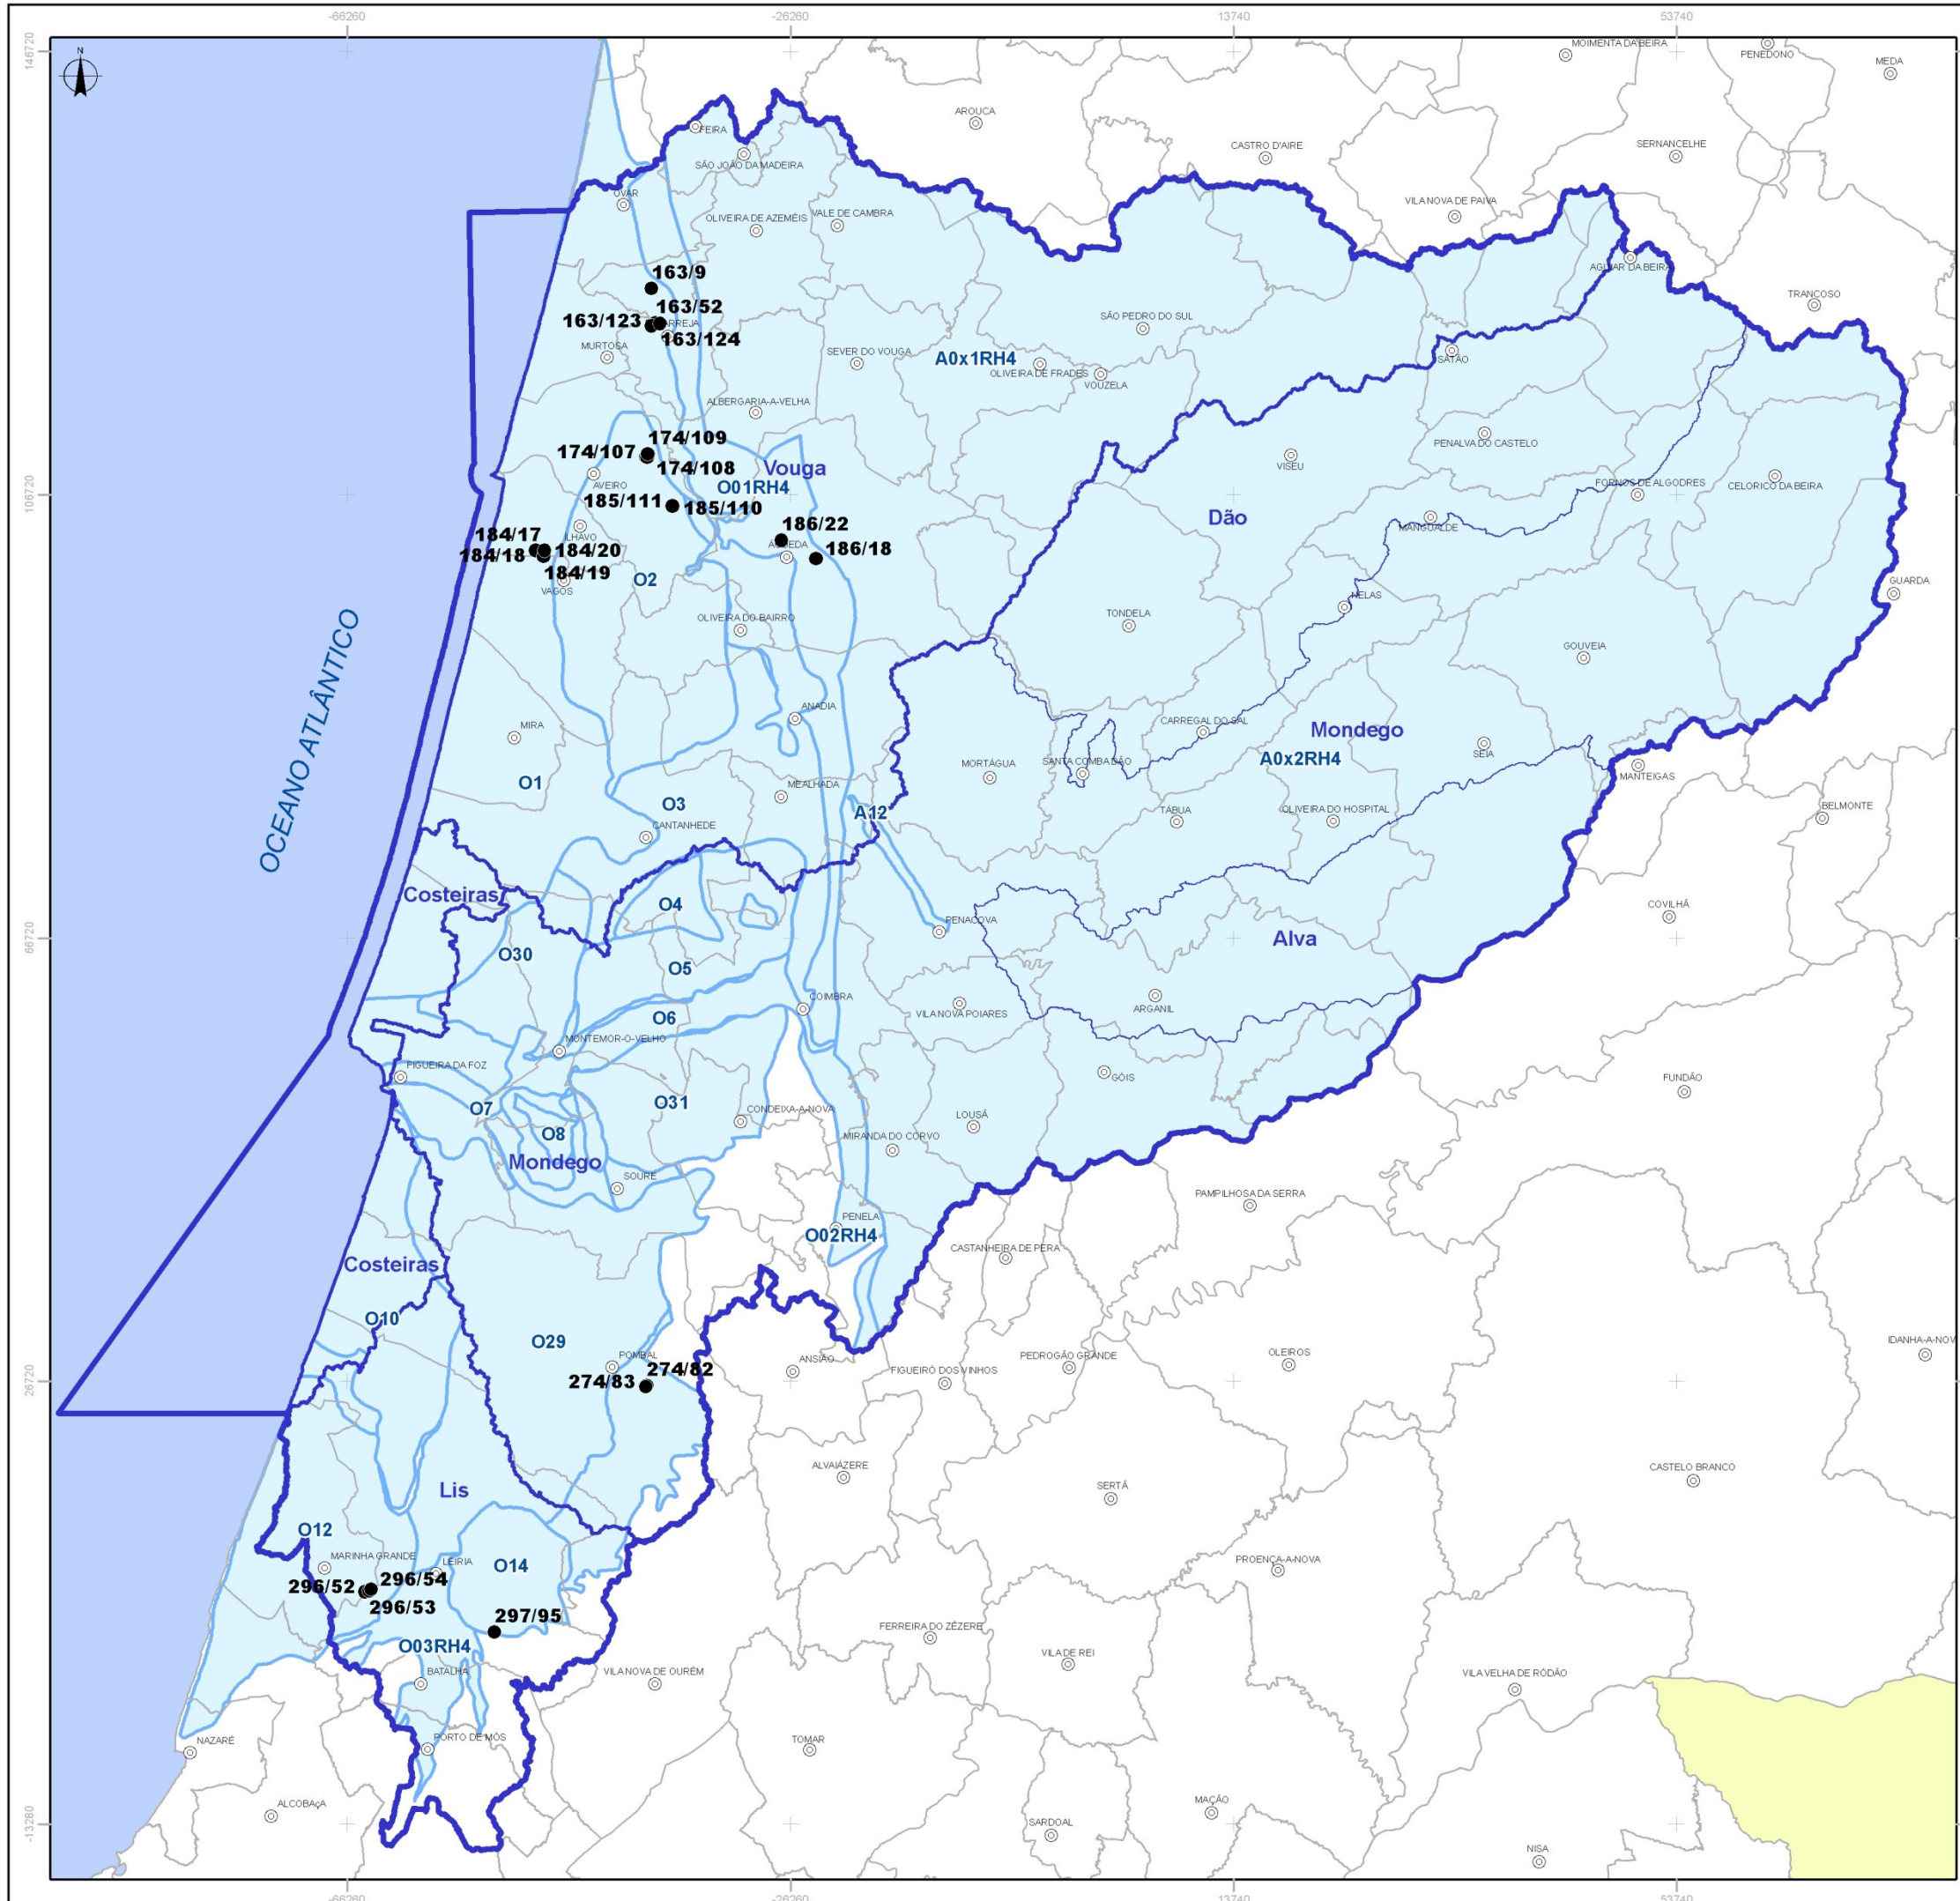 -66260
-26260
13740
53740
146720
N
MOIMENTA DA BEIRA
PENEDONO
MEDA
AROUCA
FEIRA
CASTRO D'AIRE
SERNANCELHE
SÃO JOÃO DA MADEIRA
OVAR
VILA NOVA DE PAIVA
OLIVEIRA DE AZEMÉIS
VALE DE CAMBRA
AGUIAR DA BEIRA
163/9
TRANCOSO
163/52
163/123
ARREJA
163/124
SÃO PEDRO DO SUL
MURTOSA
SEVER DO VOUGA
A0x1RH4
OLIVEIRA DE FRADES
VOUZELA
SATÃO
ALBERGARIA-A-VELHA
174/109
174/107
174/108
PENALVA DO CASTELO
VISEU
Vouga
AVEIRO
O01RH4
FORNOS DE ALGODRES
CELORICO DA BEIRA
106720
185/111
185/110
Dão
MANGUALDE
186/22
184/17
ILHAVO
184/18
184/20
186/18
184/19
O2
VAGOS
GUARDA
NELAS
TONDELA
OLIVEIRA DO BAIRRO
GOUVEIA
OCEANO ATLÂNTICO
MIRA
ANADIA
CARREGAL DO SAL
Mondego
SEIA
A0x2RH4
MORTÁGUA
SANTA COMBA DÃO
MANTEIGAS
O1
MEALHADA
O3
A12
TÁBUA
OLIVEIRA DO HOSPITAL
BELMONTE
CANTANHEDE
Costeiras
O4
COVILHÃ
PENACOVA
66720
Alva
O30
O5
COIMBRA
ARGANIL
VILA NOVA POIARES
O6
MONTEMOR-O-VELHO
FIGUEIRA DA FOZ
GÓIS
FUNDÃO
O7
O31
CONDEIXA-A-NOVA
LOUSÃ
O8
MIRANDA DO CORVO
Mondego
SOURE
PAMPILHOSA DA SERRA
PENELA
O02RH4
CASTANHEIRA DE PERA
Costeiras
O10
O29
IDANHA-A-NOV
POMBAL
274/82
274/83
ANSIÃO
PEDROGÃO GRANDE
FIGUEIRÓ DOS VINHOS
OLEIROS
26720
ALVAIÁZERE
CASTELO BRANCO
Lis
SERTÃ
O12
MARINHA GRANDE
LEIRIA
O14
PROENÇA-A-NOVA
296/52
296/54
296/53
297/95
FERREIRA DO ZÊZERE
O03RH4
BATALHA
VILA NOVA DE OURÉM
VILA DE REI
VILA VELHA DE RÓDÃO
NAZARÉ
PORTO DE MÓS
TOMAR
ALCOBAçA
MAÇÃO
SARDOAL
-13280
NISA
-66260
-26260
13740
53740